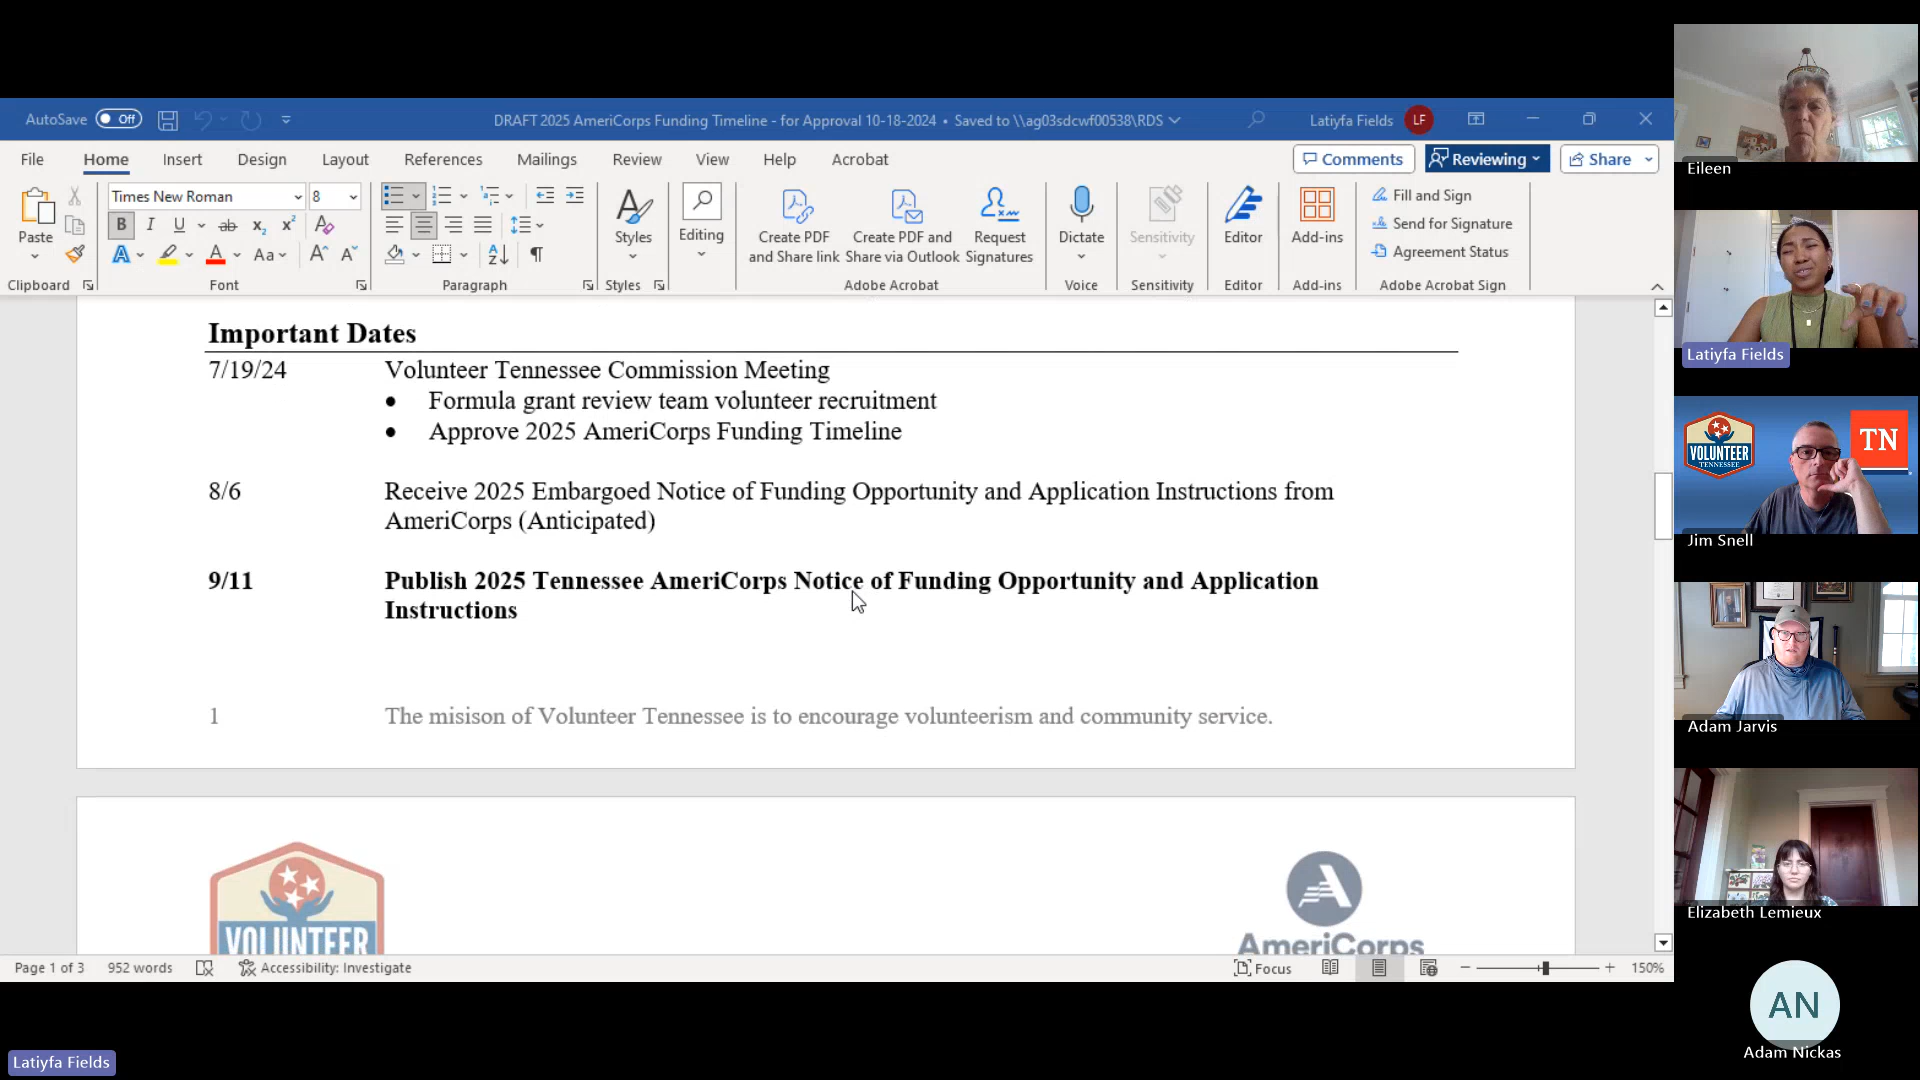 AutoSave Off
DRAFT 2025 AmeriCorps Funding Timeline - for Approval 10-18-2024 • Saved to \\ag03sdcwf00538\RDS
Latiyfa Fields LF
File Home Insert Design Layout References Mailings Review View Help Acrobat
Comments Reviewing Share
Times New Roman 8
Paste
Styles
Editing
Create PDF and Share link
Create PDF and Share via Outlook
Request Signatures
Dictate
Sensitivity
Editor
Add-ins
Fill and Sign
Send for Signature
Agreement Status
Clipboard Font Paragraph Styles Adobe Acrobat Voice Sensitivity Editor Add-ins Adobe Acrobat Sign
Important Dates
7/19/24 Volunteer Tennessee Commission Meeting
• Formula grant review team volunteer recruitment
• Approve 2025 AmeriCorps Funding Timeline
8/6 Receive 2025 Embargoed Notice of Funding Opportunity and Application Instructions from
AmeriCorps (Anticipated)
9/11 Publish 2025 Tennessee AmeriCorps Notice of Funding Opportunity and Application
Instructions
1 The misison of Volunteer Tennessee is to encourage volunteerism and community service.
VOLUNTEER
AmeriCorps
Page 1 of 3 952 words Accessibility: Investigate
Focus 150%
Latiyfa Fields
Eileen
Latiyfa Fields
VOLUNTEER
TENNESSEE
TN
Jim Snell
Adam Jarvis
Elizabeth Lemieux
AN
Adam Nickas